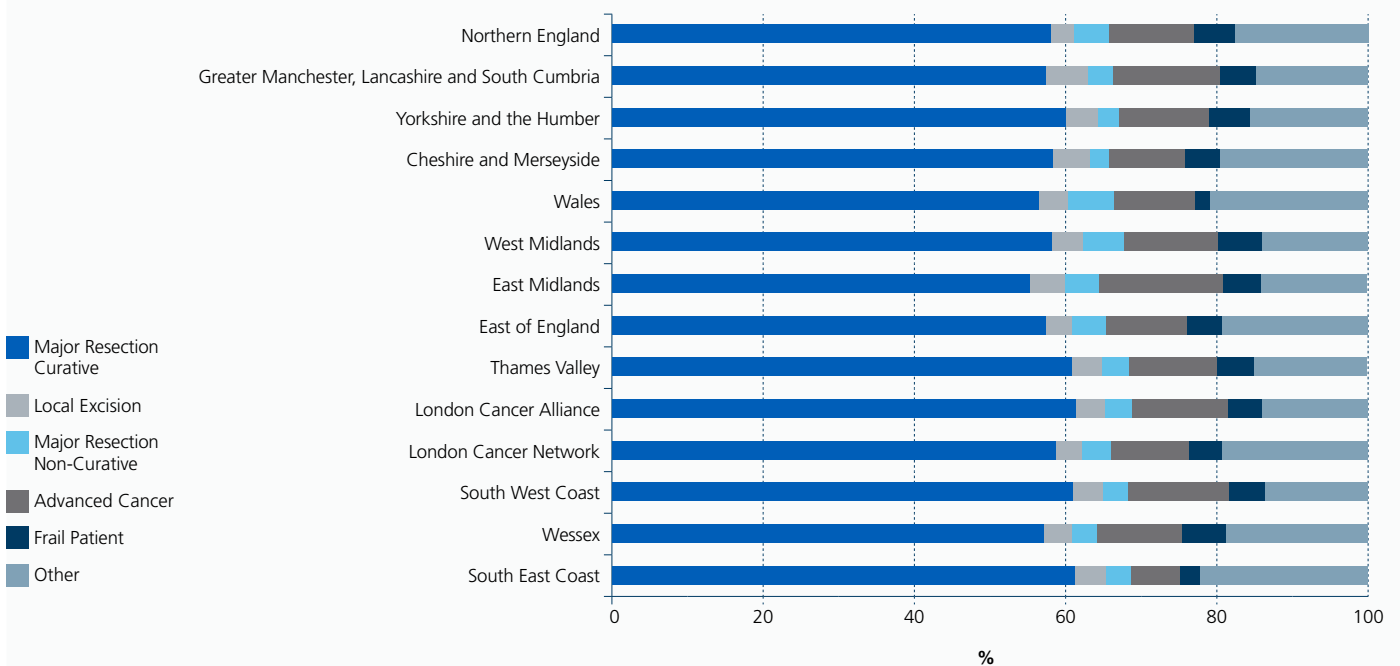 Northern England
Greater Manchester, Lancashire and South Cumbria
Yorkshire and the Humber
Cheshire and Merseyside
Wales
West Midlands
East Midlands
East of England
Thames Valley
London Cancer Alliance
London Cancer Network
South West Coast
Wessex
South East Coast
Major Resection
Curative
Local Excision
Major Resection
Non-Curative
Advanced Cancer
Frail Patient
Other
0 20 40 60 80 100
%